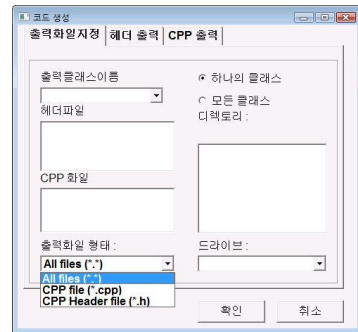 코드 생성
출력화일지정 헤더 출력 CPP 출력
출력클래스이름
하나의 클래스
모든 클래스
헤더파일
디렉토리 :
CPP 화일
출력화일 형태 :
드라이브 :
All files (*.*)
All files (*.*)
CPP file (*.cpp)
CPP Header file (*.h)
확인
취소